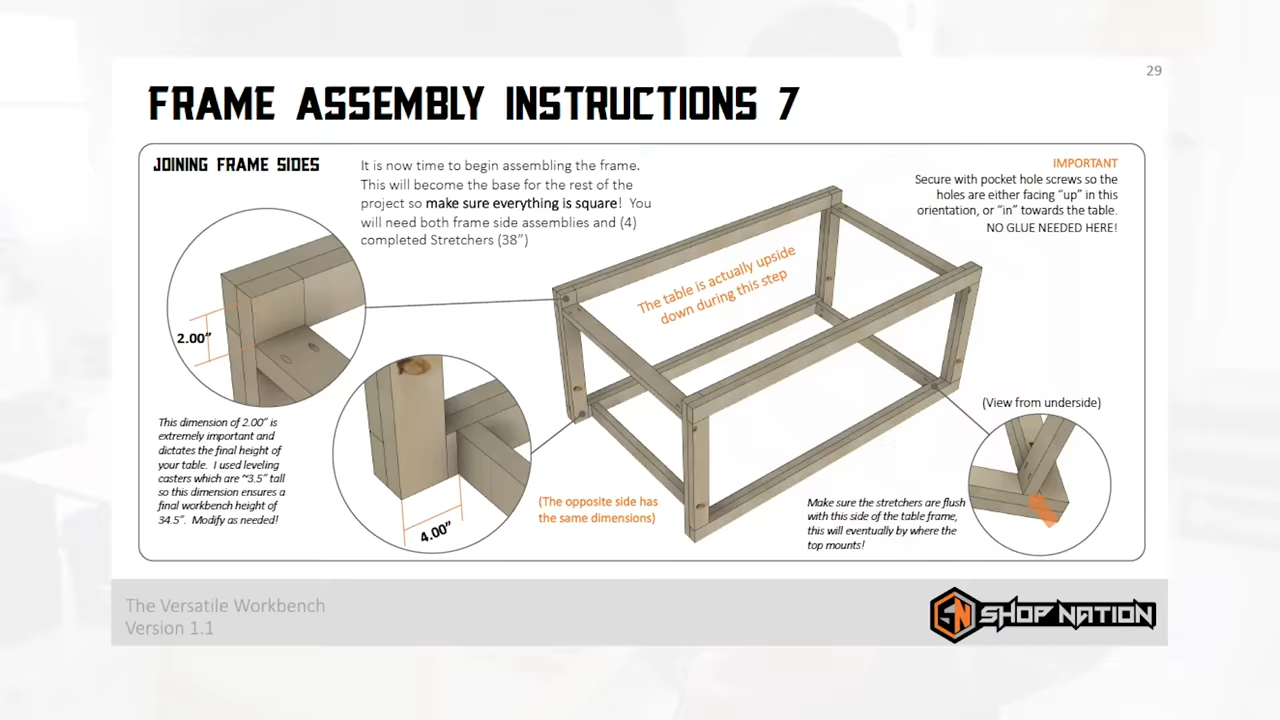 29
FRAME ASSEMBLY INSTRUCTIONS 7
JOINING FRAME SIDES
It is now time to begin assembling the frame.
This will become the base for the rest of the
project so make sure everything is square! You
will need both frame side assemblies and (4)
completed Stretchers (38”)
IMPORTANT
Secure with pocket hole screws so the
holes are either facing “up” in this
orientation, or “in” towards the table.
NO GLUE NEEDED HERE!
The table is actually upside
down during this step
2.00”
This dimension of 2.00” is
extremely important and
dictates the final height of
your table. I used leveling
casters which are ~3.5” tall
so this dimension ensures a
final workbench height of
34.5”. Modify as needed!
4.00”
(The opposite side has
the same dimensions)
(View from underside)
Make sure the stretchers are flush
with this side of the table frame,
this will eventually by where the
top mounts!
The Versatile Workbench
Version 1.1
SN SHOP NATION